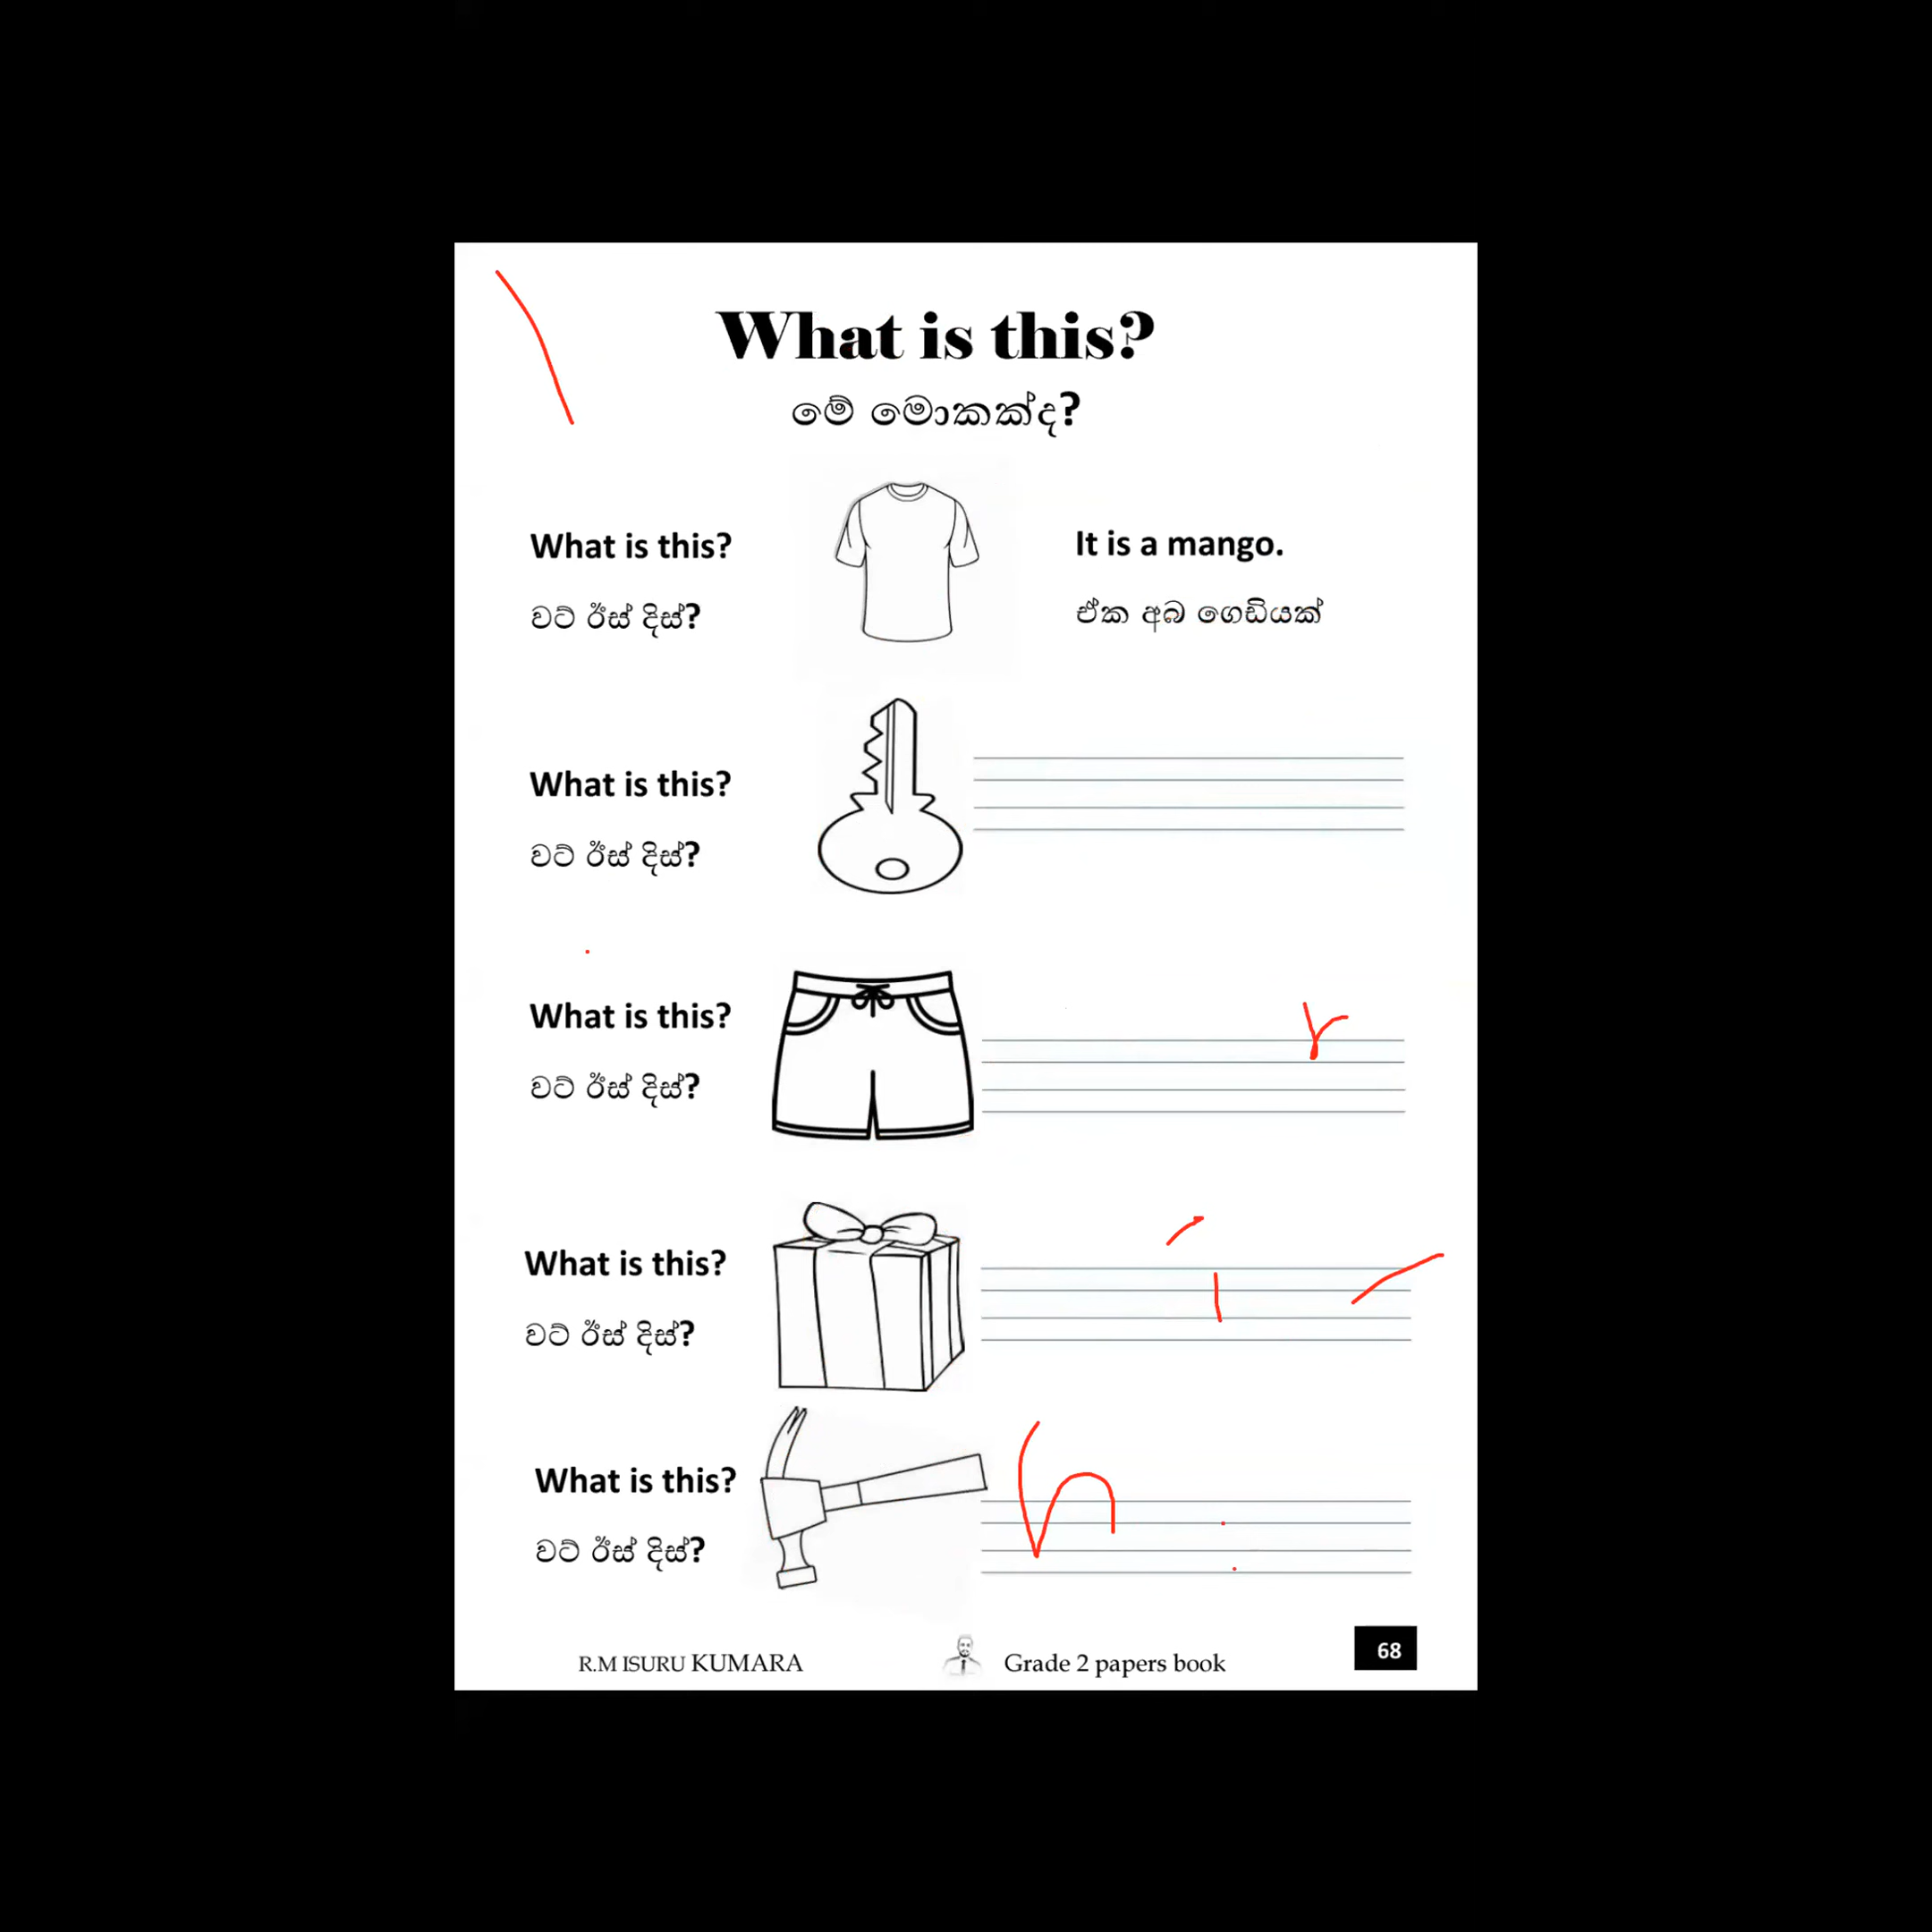 What is this?
මේ මොකක්ද?
What is this?
It is a mango.
වට් ඊස් දිස්?
ඒක අබ ගෙඩියක්
What is this?
වට් ඊස් දිස්?
What is this?
r
වට් ඊස් දිස්?
What is this?
වට් ඊස් දිස්?
What is this?
h
වට් ඊස් දිස්?
R.M ISURU KUMARA
Grade 2 papers book
68